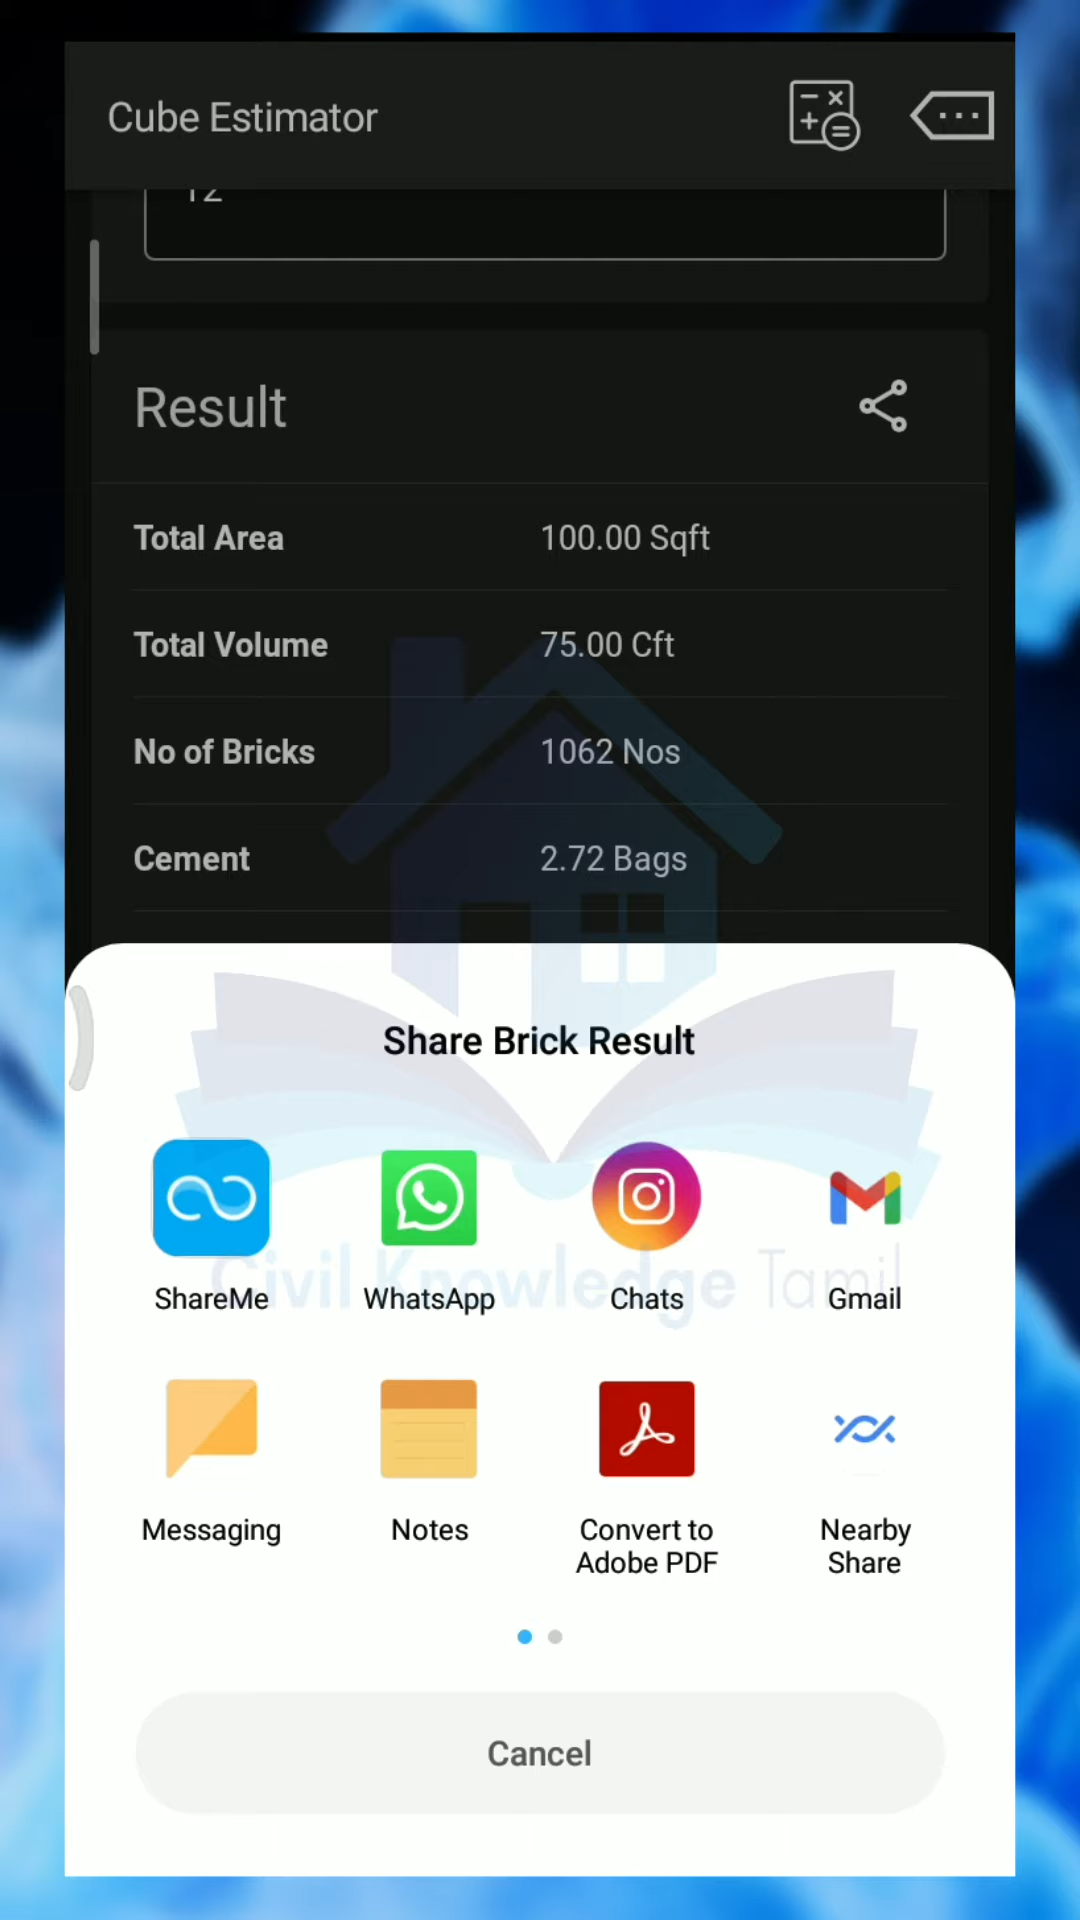 Cube Estimator
12
Result
Total Area 100.00 Sqft
Total Volume 75.00 Cft
No of Bricks 1062 Nos
Cement 2.72 Bags
Share Brick Result
ShareMe WhatsApp Chats Gmail
Civil Knowledge Tamil
Messaging Notes Convert to Adobe PDF Nearby Share
Cancel